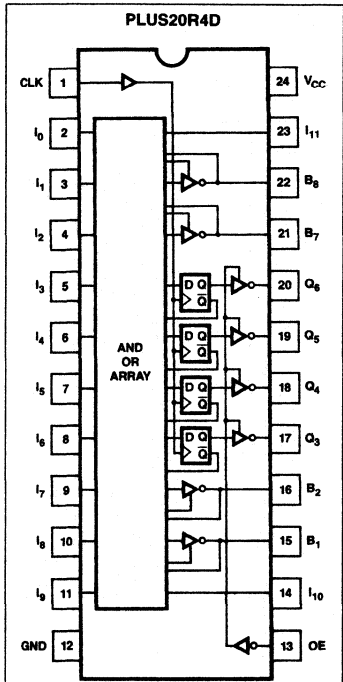 PLUS20R4D
CLK 1 24 VCC
I0 2 23 I11
I1 3 22 B8
I2 4 21 B7
I3 5 D Q Q̅ 20 Q6
I4 6 D Q Q̅ 19 Q5
AND
OR
ARRAY
I5 7 D Q Q̅ 18 Q4
I6 8 D Q Q̅ 17 Q3
I7 9 16 B2
I8 10 15 B1
I9 11 14 I10
GND 12 13 OE